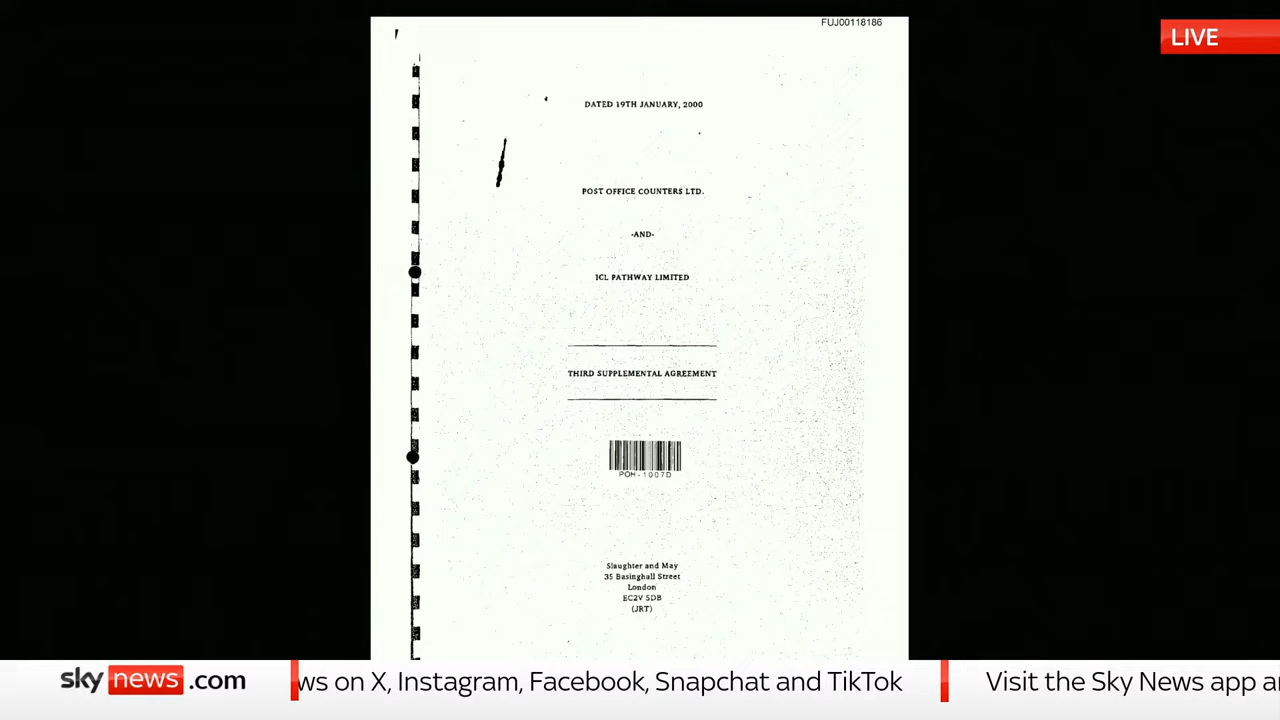 FUJ00118186
LIVE
DATED 19TH JANUARY, 2000
POST OFFICE COUNTERS LTD.
-AND-
ICL PATHWAY LIMITED
THIRD SUPPLEMENTAL AGREEMENT
POH-1007D
Slaughter and May
35 Basinghall Street
London
EC2V 5DB
(JRT)
sky news .com
ws on X, Instagram, Facebook, Snapchat and TikTok
Visit the Sky News app